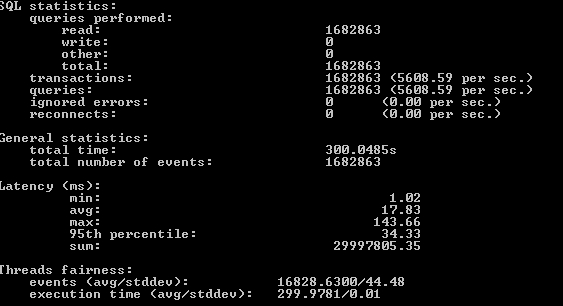 SQL statistics:
queries performed:
read: 1682863
write: 0
other: 0
total: 1682863
transactions: 1682863 (5608.59 per sec.)
queries: 1682863 (5608.59 per sec.)
ignored errors: 0 (0.00 per sec.)
reconnects: 0 (0.00 per sec.)
General statistics:
total time: 300.0485s
total number of events: 1682863
Latency (ms):
min: 1.02
avg: 17.83
max: 143.66
95th percentile: 34.33
sum: 29997805.35
Threads fairness:
events (avg/stddev): 16828.6300/44.48
execution time (avg/stddev): 299.9781/0.01